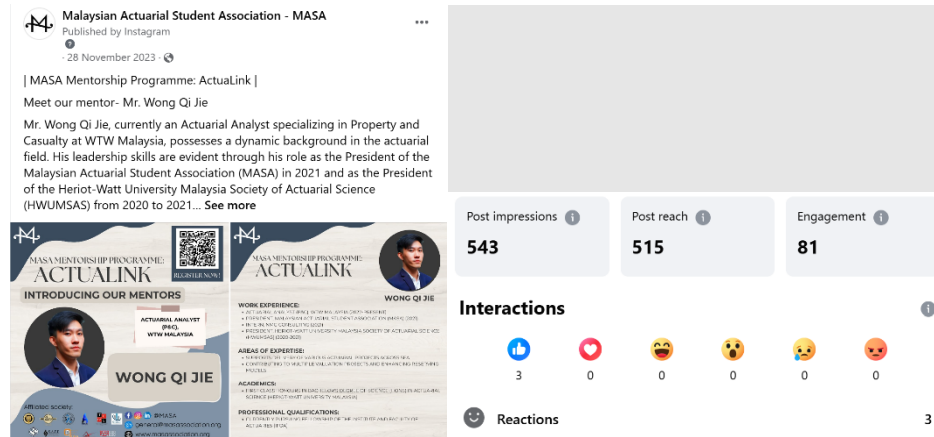 Malaysian Actuarial Student Association - MASA
Published by Instagram
· 28 November 2023 ·
| MASA Mentorship Programme: ActuaLink |
Meet our mentor- Mr. Wong Qi Jie
Mr. Wong Qi Jie, currently an Actuarial Analyst specializing in Property and
Casualty at WTW Malaysia, possesses a dynamic background in the actuarial
field. His leadership skills are evident through his role as the President of the
Malaysian Actuarial Student Association (MASA) in 2021 and as the President
of the Heriot-Watt University Malaysia Society of Actuarial Science
(HWUMSAS) from 2020 to 2021... See more
REGISTER NOW!
MASA MENTORSHIP PROGRAMME:
ACTUALINK
INTRODUCING OUR MENTORS
ACTUARIAL ANALYST
(P&C),
WTW MALAYSIA
WONG QI JIE
Affiliated society:
MASA MENTORSHIP PROGRAMME:
ACTUALINK
WONG QI JIE
WORK EXPERIENCE:
AREAS OF EXPERTISE:
ACADEMICS:
PROFESSIONAL QUALIFICATIONS:
Post impressions
543
Post reach
515
Engagement
81
Interactions
3
0
0
0
0
0
Reactions
3